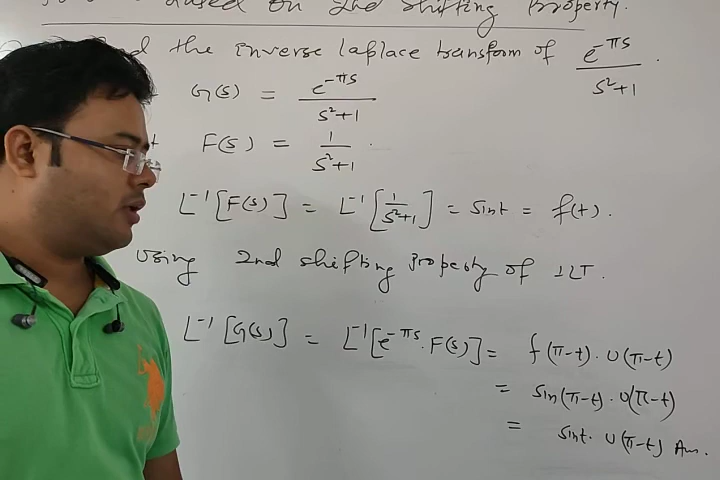 based on 2nd shifting Property.
the inverse laplace transform of e^{-πs}/(s²+1) .
G(s) = e^{-πs}/(s²+1)
F(s) = 1/(s²+1) .
L⁻¹[F(s)] = L⁻¹[1/(s²+1)] = sint = f(t).
using 2nd shifting Property of ILT.
L⁻¹[G(s)] = L⁻¹[e^{-πs}.F(s)] = f(π-t).U(π-t)
= sin(π-t).U(π-t)
= sint. U(π-t) Ans.